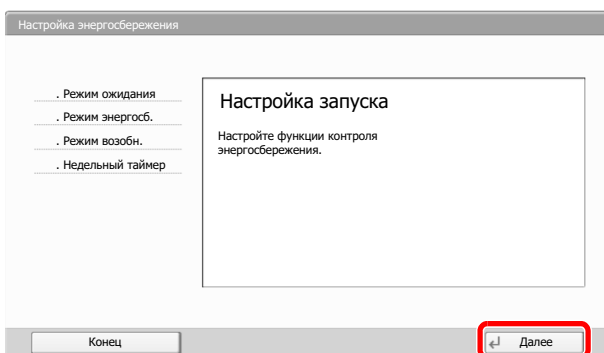 Настройка энергосбережения
. Режим ожидания
. Режим энергосб.
. Режим возобн.
. Недельный таймер
Настройка запуска
Настройте функции контроля
энергосбережения.
Конец
Далее